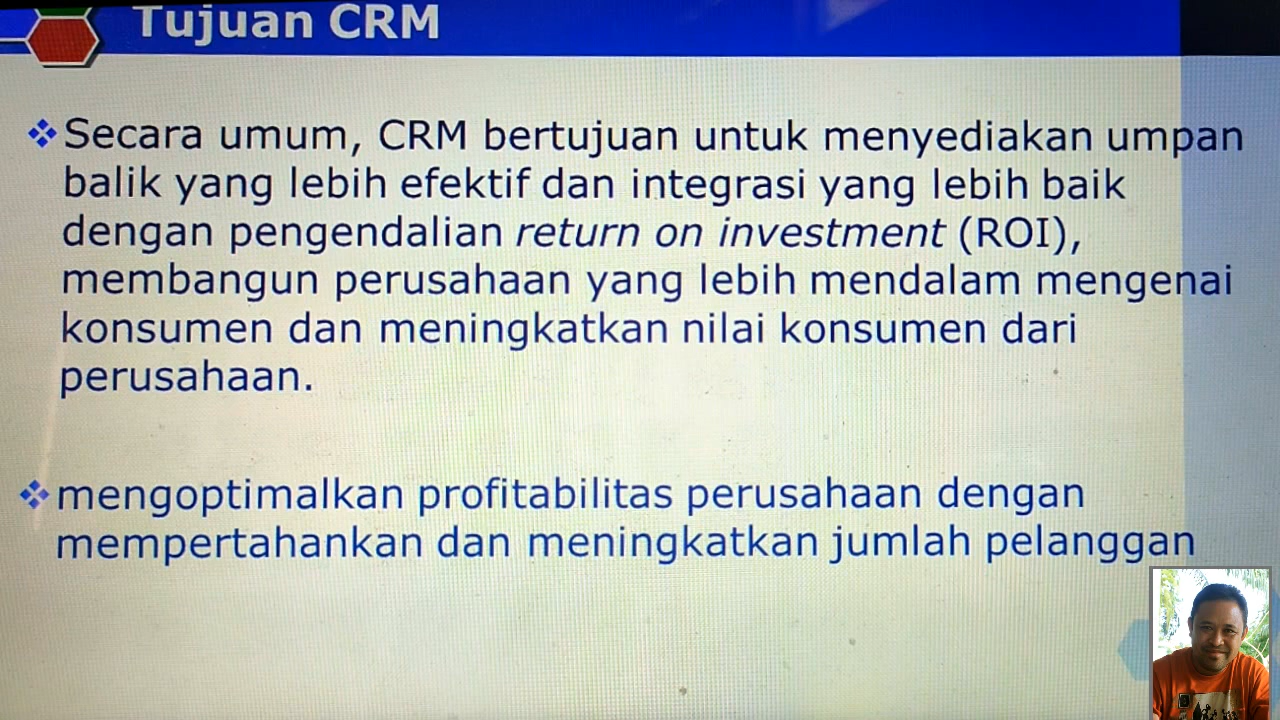 Tujuan CRM
Secara umum, CRM bertujuan untuk menyediakan umpan
balik yang lebih efektif dan integrasi yang lebih baik
dengan pengendalian return on investment (ROI),
membangun perusahaan yang lebih mendalam mengenai
konsumen dan meningkatkan nilai konsumen dari
perusahaan.
mengoptimalkan profitabilitas perusahaan dengan
mempertahankan dan meningkatkan jumlah pelanggan